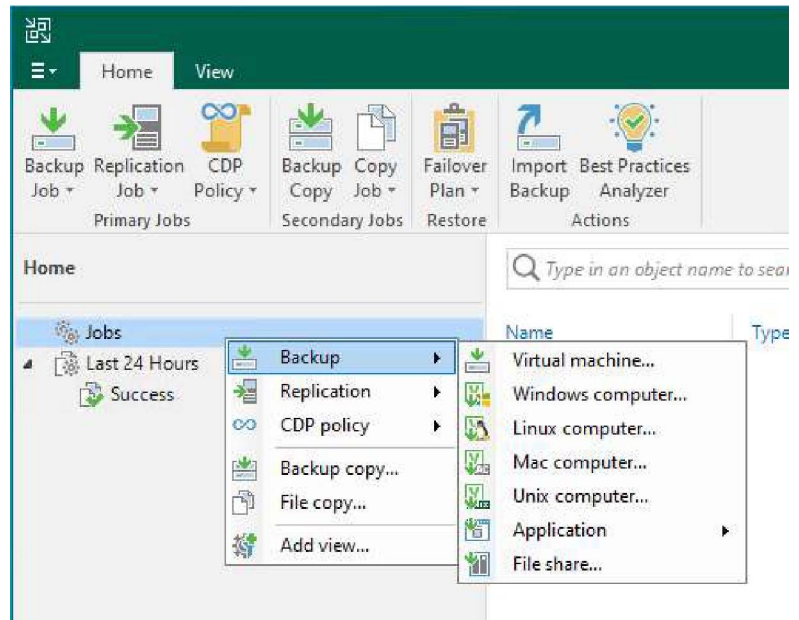 Home View
Backup Job Replication Job CDP Policy Backup Copy Copy Job Failover Plan Import Backup Best Practices Analyzer
Primary Jobs Secondary Jobs Restore Actions
Home
Type in an object name to sear
Jobs
Last 24 Hours
Success
Name Type
Backup
Replication
CDP policy
Backup copy...
File copy...
Add view...
Virtual machine...
Windows computer...
Linux computer...
Mac computer...
Unix computer...
Application
File share...